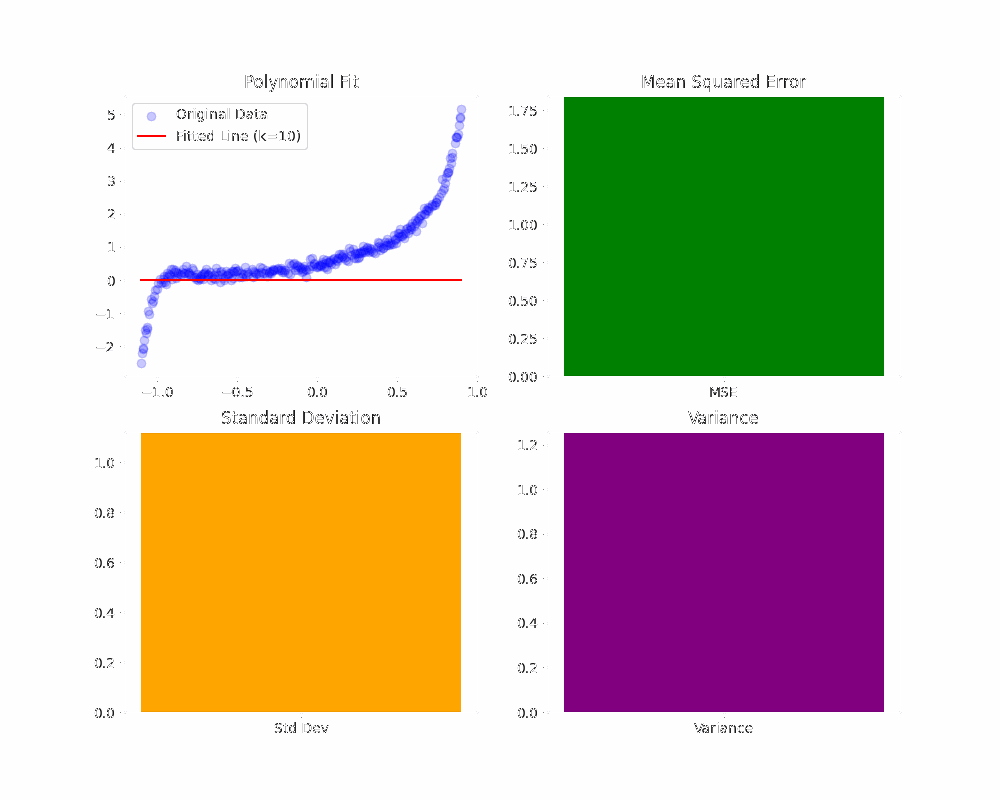 Polynomial Fit
Original Data
Fitted Line (k=10)
5
4
3
2
1
0
−1
−2
−1.0 −0.5 0.0 0.5 1.0
Mean Squared Error
1.75
1.50
1.25
1.00
0.75
0.50
0.25
0.00
MSE
Standard Deviation
1.0
0.8
0.6
0.4
0.2
0.0
Std Dev
Variance
1.2
1.0
0.8
0.6
0.4
0.2
0.0
Variance